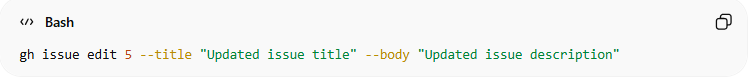 Bash
gh issue edit 5 --title "Updated issue title" --body "Updated issue description"